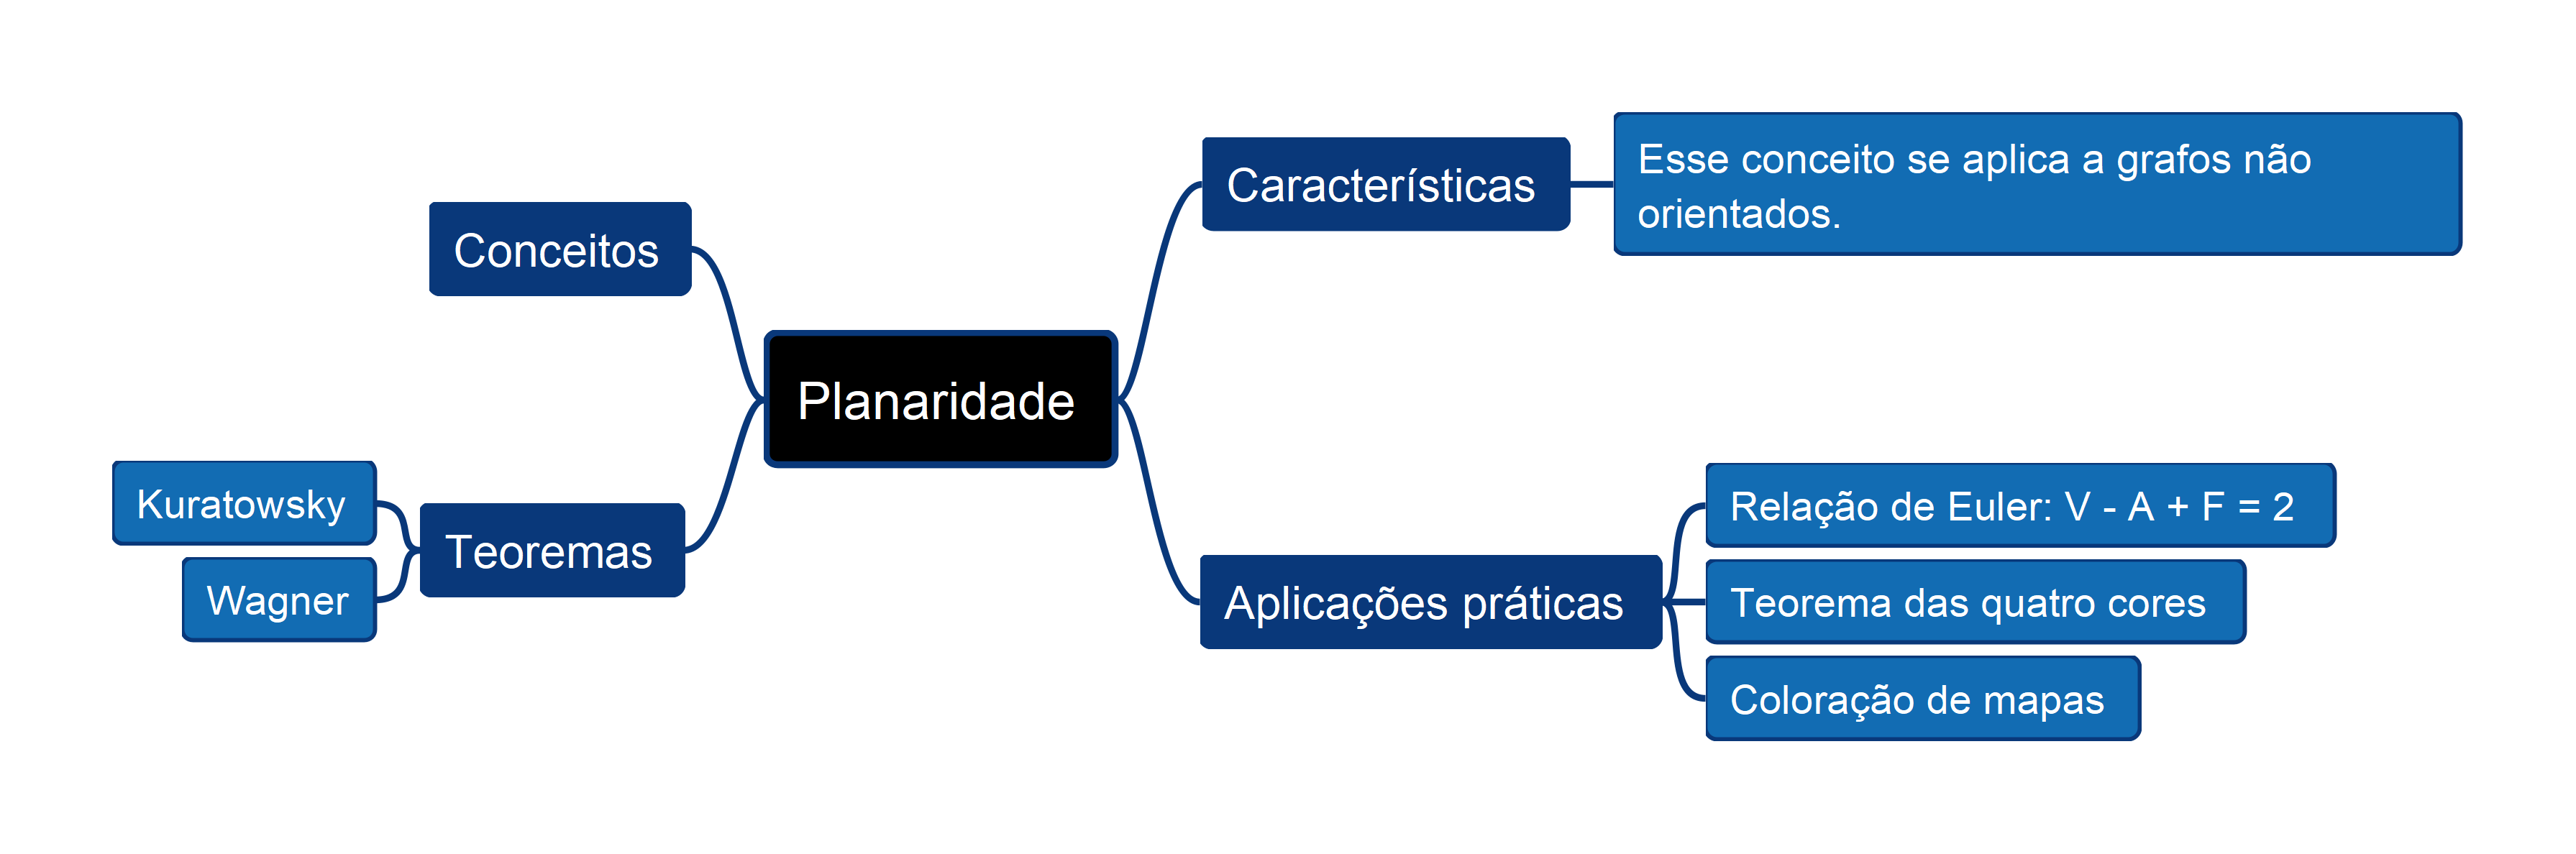 Planaridade
Conceitos
Teoremas
Kuratowsky
Wagner
Características
Esse conceito se aplica a grafos não
orientados.
Aplicações práticas
Relação de Euler: V - A + F = 2
Teorema das quatro cores
Coloração de mapas